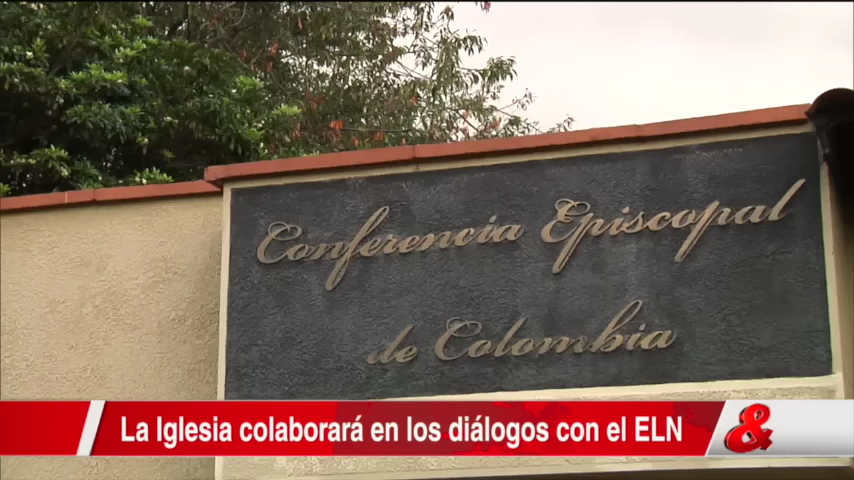 Conferencia Episcopal
de Colombia
La Iglesia colaborará en los diálogos con el ELN
&